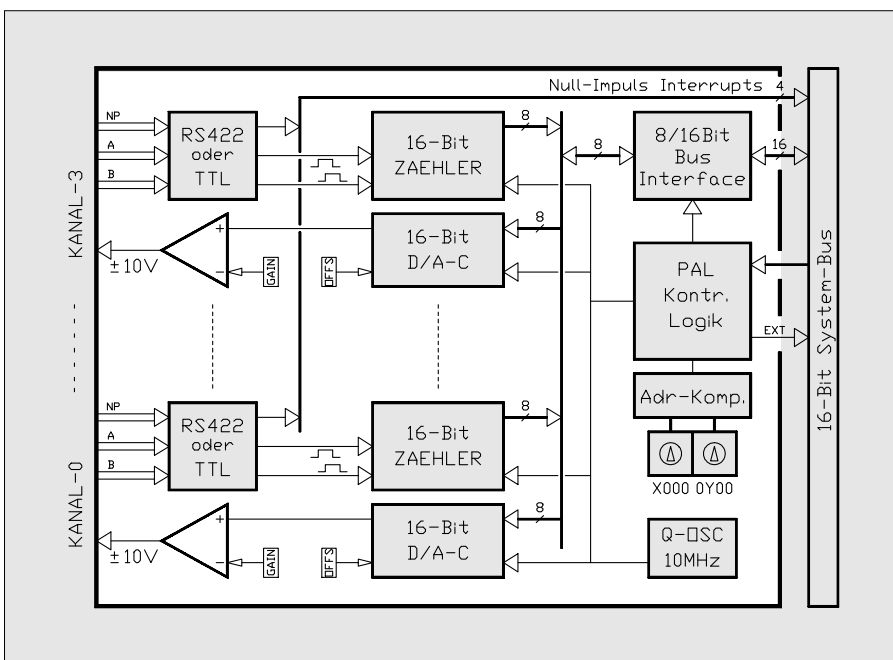 Null-Impuls Interrupts 4
NP
A
B
RS422
oder
TTL
16-Bit
ZAEHLER
8
8
8/16Bit
Bus
Interface
16
KANAL-3
±10V
+
-
GAIN
OFFS
16-Bit
D/A-C
8
PAL
Kontr.
Logik
EXT
16-Bit System-Bus
Adr-Komp.
X000 0Y00
NP
A
B
RS422
oder
TTL
16-Bit
ZAEHLER
8
KANAL-0
±10V
+
-
GAIN
OFFS
16-Bit
D/A-C
8
Q-OSC
10MHz